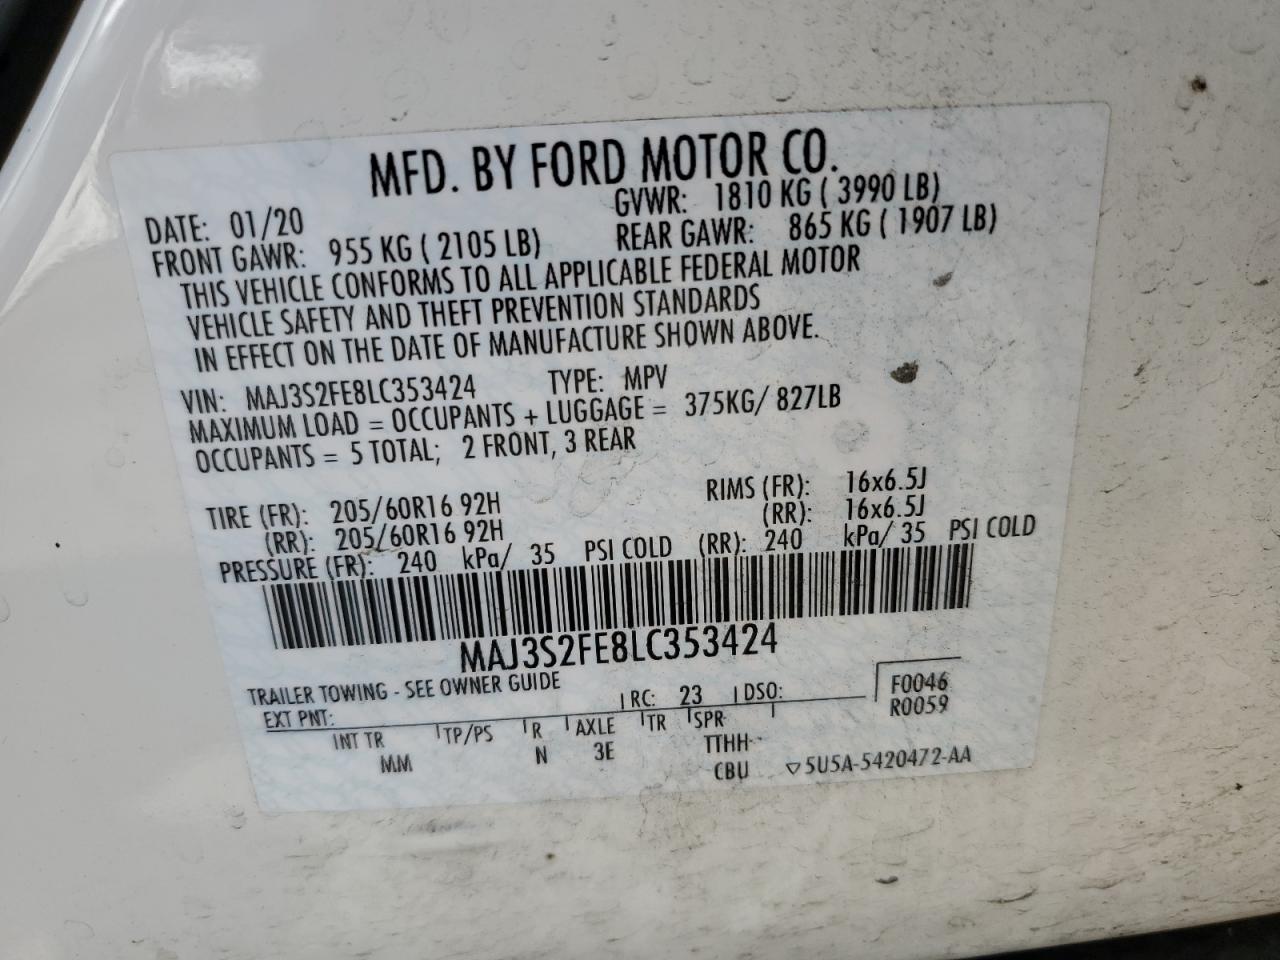 MFD. BY FORD MOTOR CO.
DATE: 01/20 GVWR: 1810 KG ( 3990 LB)
FRONT GAWR: 955 KG ( 2105 LB) REAR GAWR: 865 KG ( 1907 LB)
THIS VEHICLE CONFORMS TO ALL APPLICABLE FEDERAL MOTOR
VEHICLE SAFETY AND THEFT PREVENTION STANDARDS
IN EFFECT ON THE DATE OF MANUFACTURE SHOWN ABOVE.
VIN: MAJ3S2FE8LC353424 TYPE: MPV
MAXIMUM LOAD = OCCUPANTS + LUGGAGE = 375KG/ 827LB
OCCUPANTS = 5 TOTAL; 2 FRONT, 3 REAR
TIRE (FR): 205/60R16 92H RIMS (FR): 16x6.5J
(RR): 205/60R16 92H (RR): 16x6.5J
PRESSURE (FR): 240 kPa/ 35 PSI COLD (RR): 240 kPa/ 35 PSI COLD
MAJ3S2FE8LC353424
TRAILER TOWING - SEE OWNER GUIDE
EXT PNT: RC: 23 DSO: F0046
R0059
INT TR TP/PS R AXLE TR SPR
MM N 3E TTHH
CBU ▽5U5A-5420472-AA